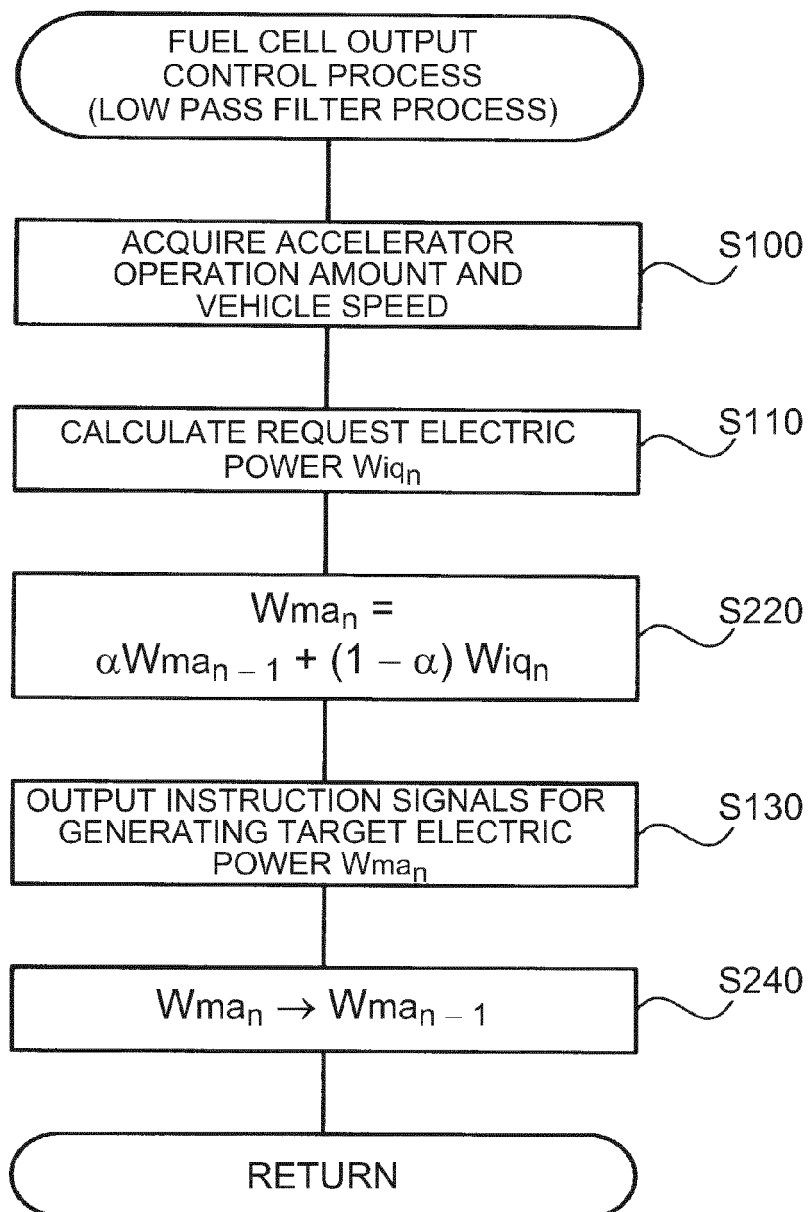 FUEL CELL OUTPUT
CONTROL PROCESS
(LOW PASS FILTER PROCESS)
ACQUIRE ACCELERATOR
OPERATION AMOUNT AND
VEHICLE SPEED
S100
CALCULATE REQUEST ELECTRIC
POWER Wiqₙ
S110
Wmaₙ =
αWmaₙ₋₁ + (1 − α) Wiqₙ
S220
OUTPUT INSTRUCTION SIGNALS FOR
GENERATING TARGET ELECTRIC
POWER Wmaₙ
S130
Wmaₙ → Wmaₙ₋₁
S240
RETURN